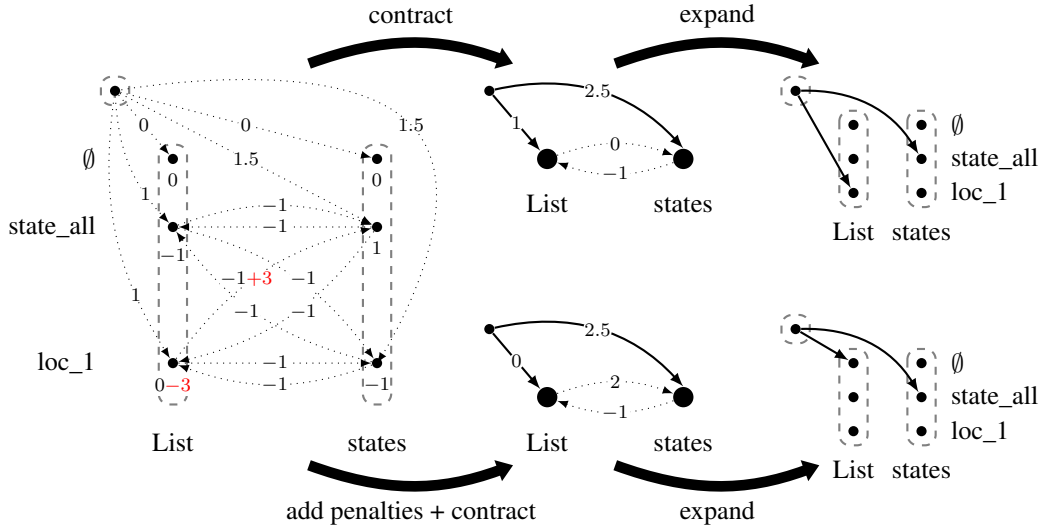 contract
expand
0
0
1.5
1.5
∅
0
0
1
state_all
−1
−1
−1
1
−1+3
−1
1
−1
−1
loc_1
−1
−1
0−3
−1
List
states
2.5
1
0
−1
List
states
∅
state_all
loc_1
List
states
2.5
0
2
−1
List
states
∅
state_all
loc_1
List
states
add penalties + contract
expand